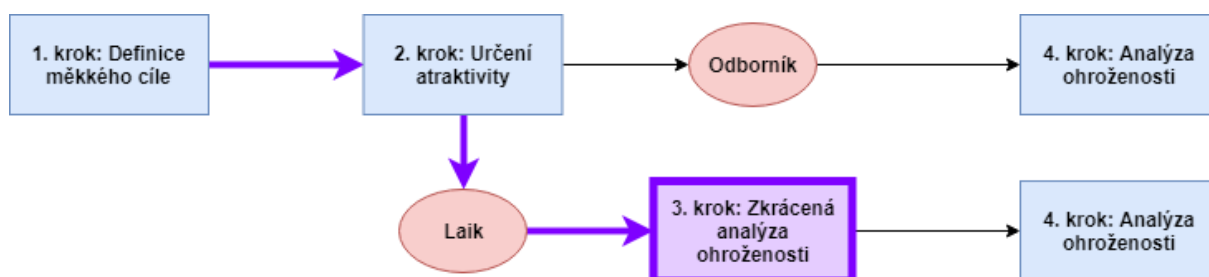 1. krok: Definice
měkkého cíle
2. krok: Určení
atraktivity
Odborník
4. krok: Analýza
ohroženosti
Laik
3. krok: Zkrácená
analýza
ohroženosti
4. krok: Analýza
ohroženosti